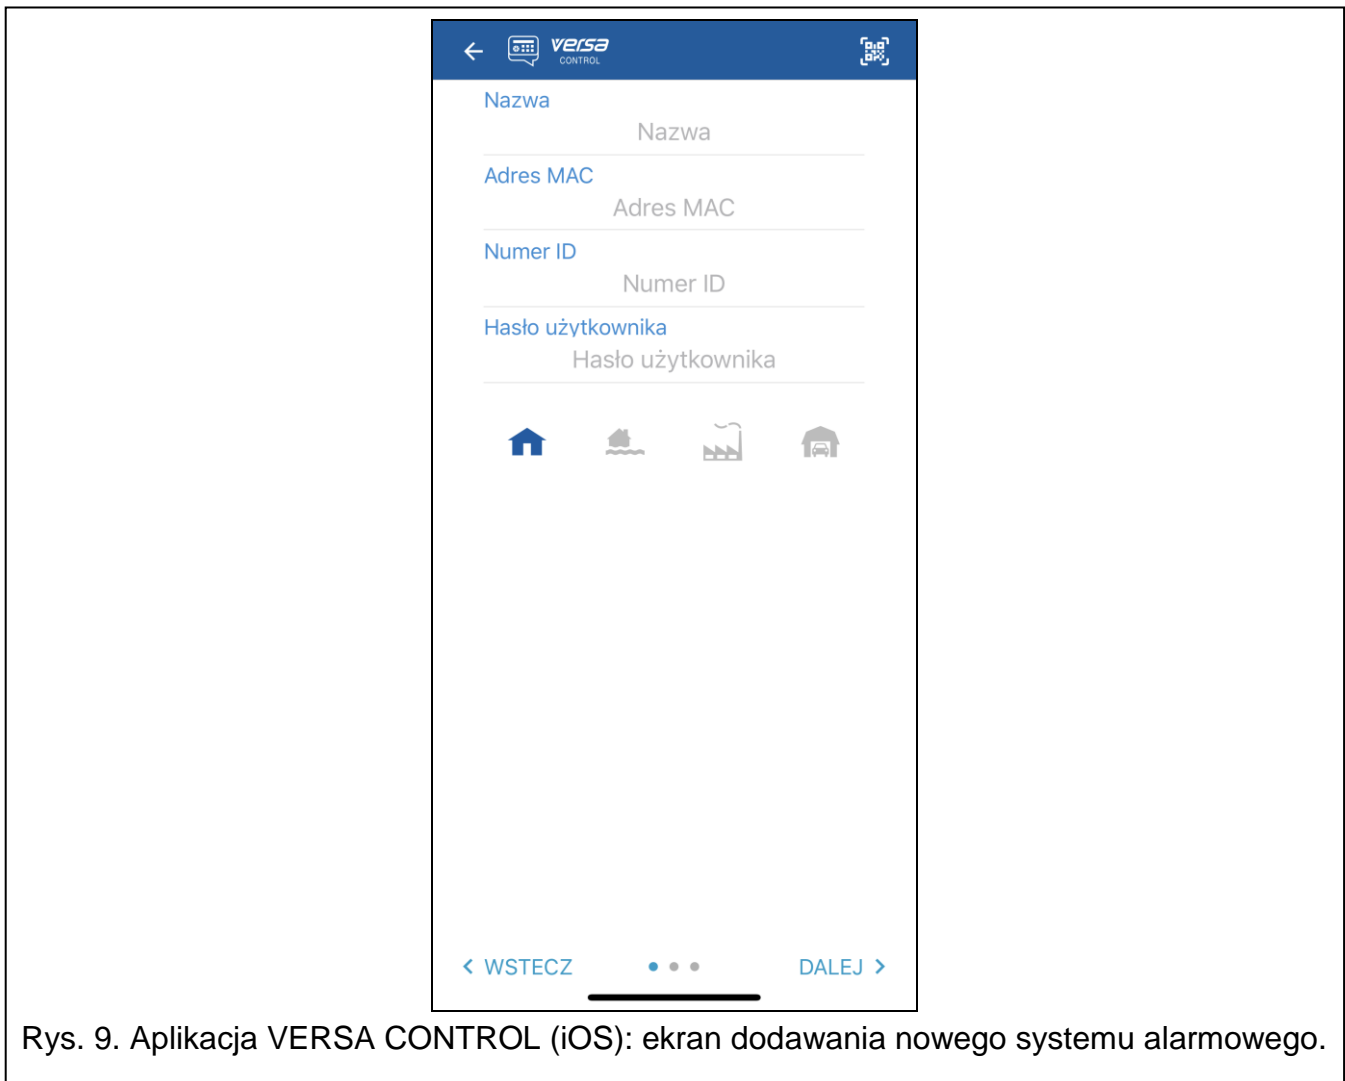 versa
CONTROL
Nazwa
Nazwa
Adres MAC
Adres MAC
Numer ID
Numer ID
Hasło użytkownika
Hasło użytkownika
WSTECZ
DALEJ
Rys. 9. Aplikacja VERSA CONTROL (iOS): ekran dodawania nowego systemu alarmowego.